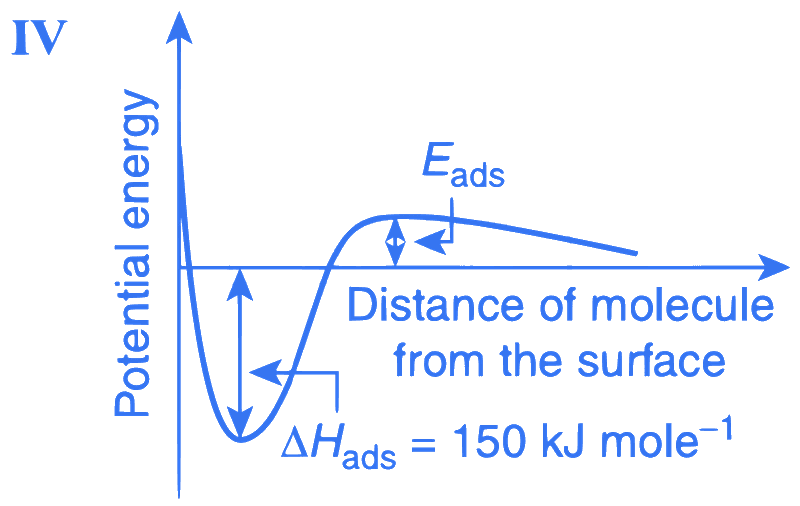 IV
Potential energy
E_ads
Distance of molecule
from the surface
ΔH_ads = 150 kJ mole⁻¹